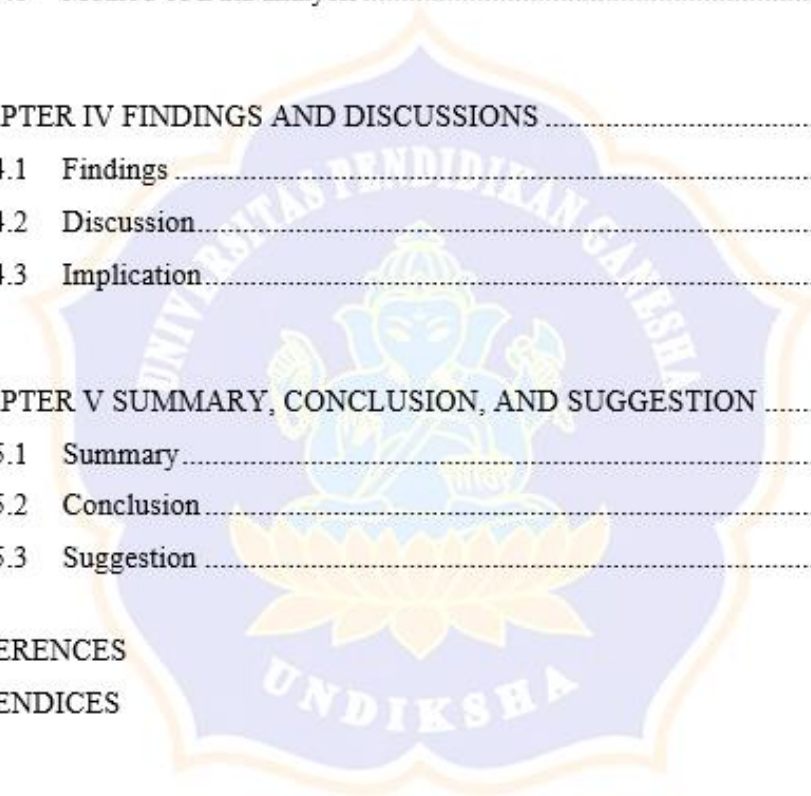 PTER IV FINDINGS AND DISCUSSIONS
4.1 Findings
4.2 Discussion
4.3 Implication
PTER V SUMMARY, CONCLUSION, AND SUGGESTION
5.1 Summary
5.2 Conclusion
5.3 Suggestion
ERENCES
ENDICES
UNIVERSITAS PENDIDIKAN GANESHA
UNDIKSHA